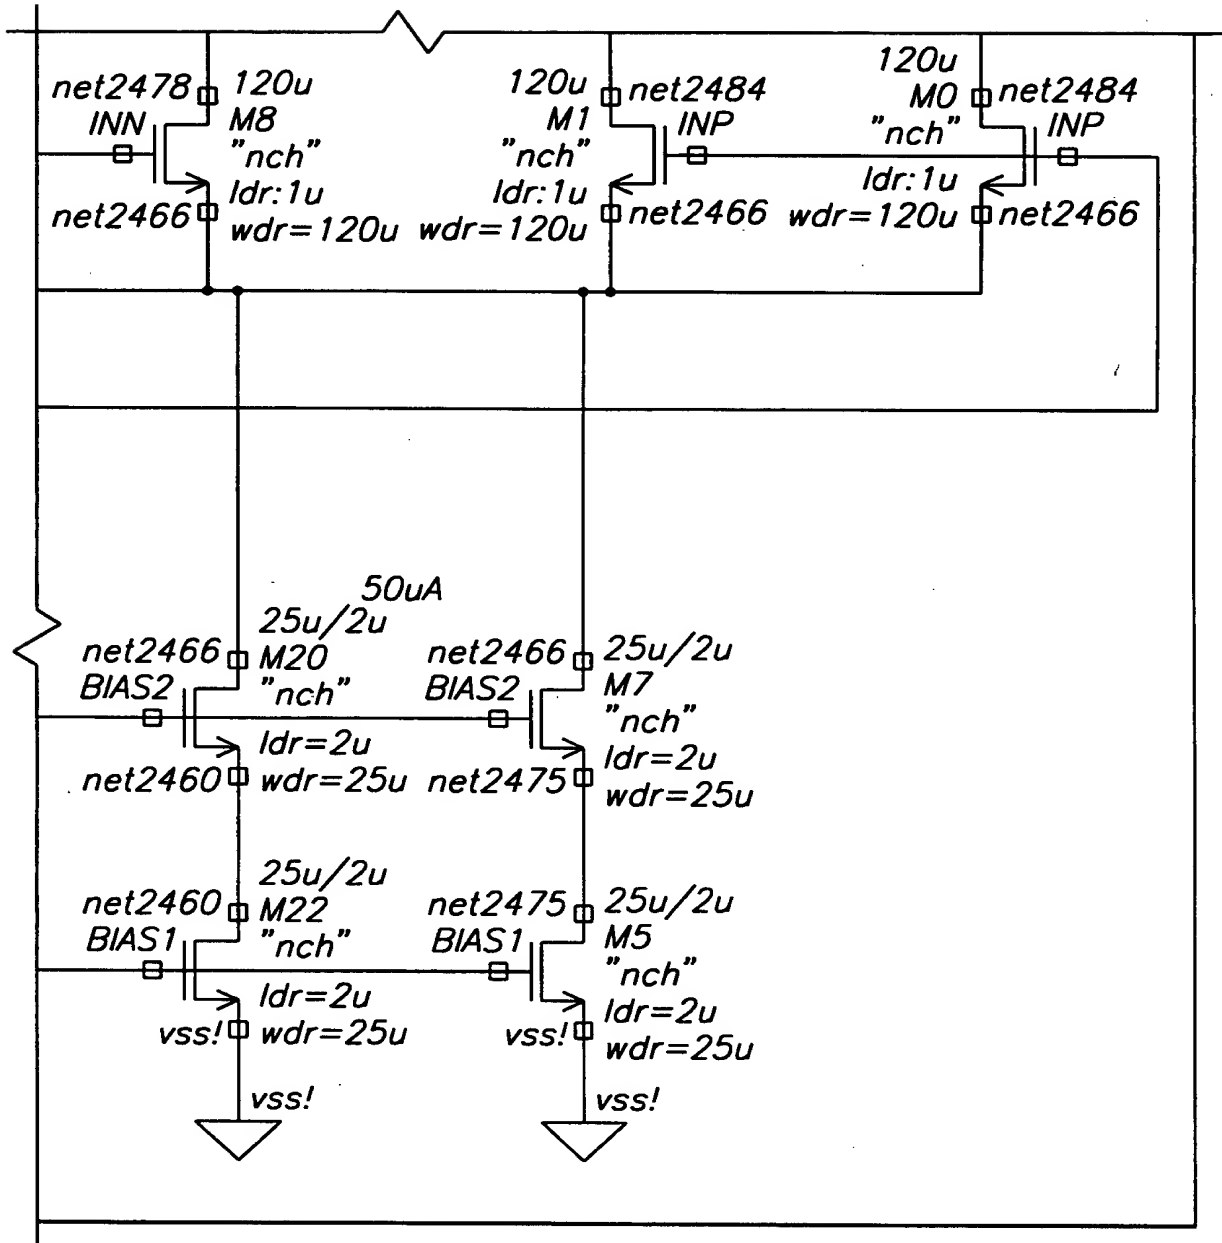 net2478
INN
net2466
120u
M8
"nch"
ldr:1u
wdr=120u
120u
M1
"nch"
ldr:1u
wdr=120u
net2484
INP
net2466
120u
M0
"nch"
ldr:1u
wdr=120u
net2484
INP
net2466
50uA
net2466
BIAS2
net2460
25u/2u
M20
"nch"
ldr=2u
wdr=25u
net2466
BIAS2
net2475
25u/2u
M7
"nch"
ldr=2u
wdr=25u
net2460
BIAS1
vss!
25u/2u
M22
"nch"
ldr=2u
wdr=25u
vss!
net2475
BIAS1
vss!
25u/2u
M5
"nch"
ldr=2u
wdr=25u
vss!